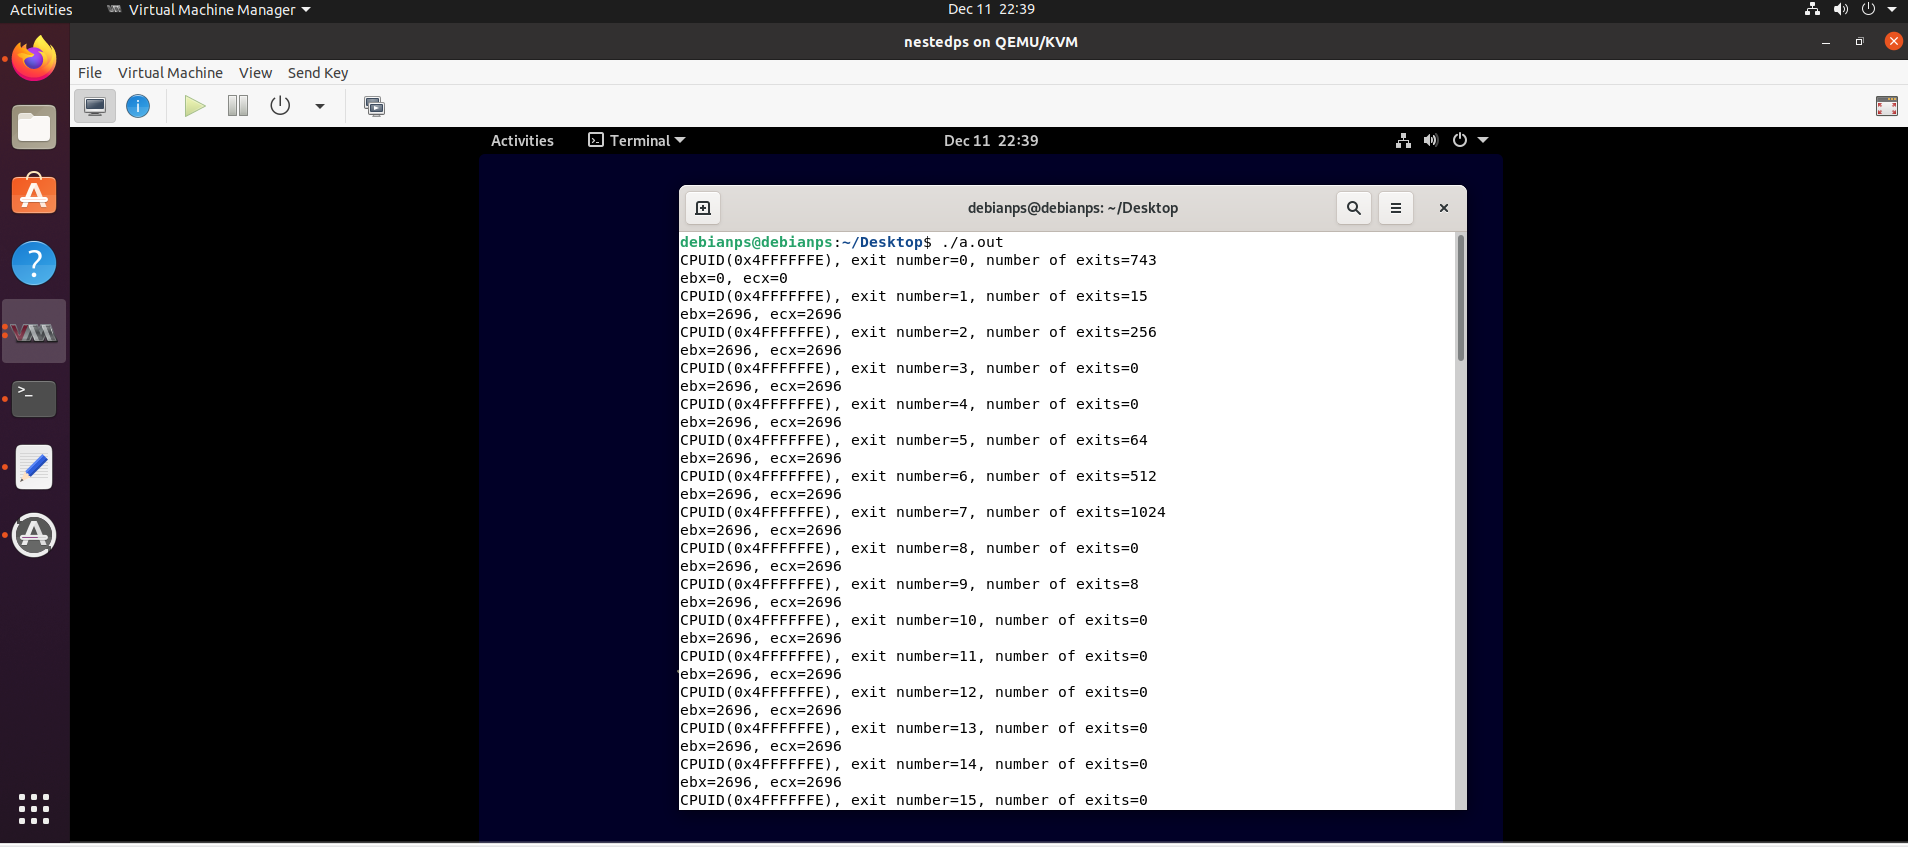 Activities Virtual Machine Manager Dec 11 22:39
nestedps on QEMU/KVM
File Virtual Machine View Send Key
Activities Terminal Dec 11 22:39
debianps@debianps: ~/Desktop
debianps@debianps:~/Desktop$ ./a.out
CPUID(0x4FFFFFFE), exit number=0, number of exits=743
ebx=0, ecx=0
CPUID(0x4FFFFFFE), exit number=1, number of exits=15
ebx=2696, ecx=2696
CPUID(0x4FFFFFFE), exit number=2, number of exits=256
ebx=2696, ecx=2696
CPUID(0x4FFFFFFE), exit number=3, number of exits=0
ebx=2696, ecx=2696
CPUID(0x4FFFFFFE), exit number=4, number of exits=0
ebx=2696, ecx=2696
CPUID(0x4FFFFFFE), exit number=5, number of exits=64
ebx=2696, ecx=2696
CPUID(0x4FFFFFFE), exit number=6, number of exits=512
ebx=2696, ecx=2696
CPUID(0x4FFFFFFE), exit number=7, number of exits=1024
ebx=2696, ecx=2696
CPUID(0x4FFFFFFE), exit number=8, number of exits=0
ebx=2696, ecx=2696
CPUID(0x4FFFFFFE), exit number=9, number of exits=8
ebx=2696, ecx=2696
CPUID(0x4FFFFFFE), exit number=10, number of exits=0
ebx=2696, ecx=2696
CPUID(0x4FFFFFFE), exit number=11, number of exits=0
ebx=2696, ecx=2696
CPUID(0x4FFFFFFE), exit number=12, number of exits=0
ebx=2696, ecx=2696
CPUID(0x4FFFFFFE), exit number=13, number of exits=0
ebx=2696, ecx=2696
CPUID(0x4FFFFFFE), exit number=14, number of exits=0
ebx=2696, ecx=2696
CPUID(0x4FFFFFFE), exit number=15, number of exits=0